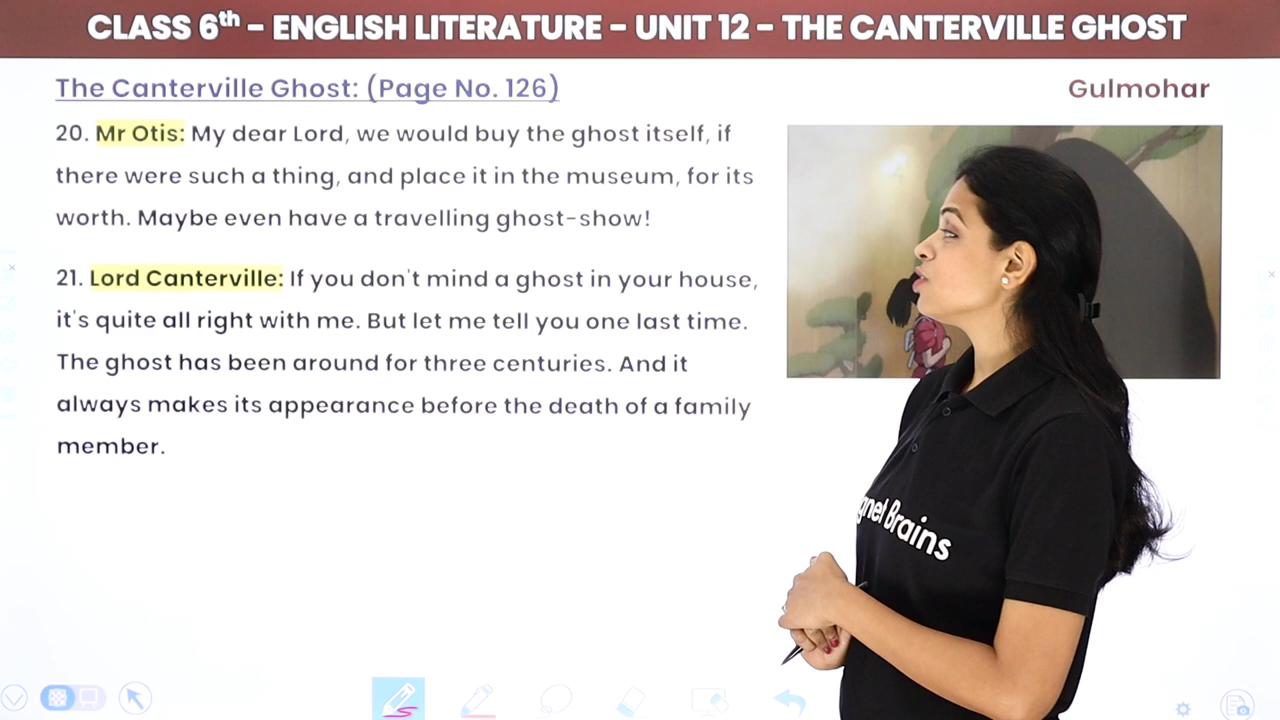 CLASS 6th - ENGLISH LITERATURE - UNIT 12 - THE CANTERVILLE GHOST
The Canterville Ghost: (Page No. 126)
Gulmohar
20. Mr Otis: My dear Lord, we would buy the ghost itself, if
there were such a thing, and place it in the museum, for its
worth. Maybe even have a travelling ghost-show!
21. Lord Canterville: If you don't mind a ghost in your house,
it's quite all right with me. But let me tell you one last time.
The ghost has been around for three centuries. And it
always makes its appearance before the death of a family
member.
Brains